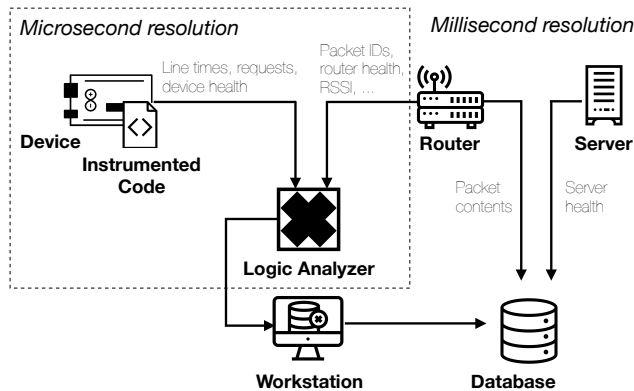 Microsecond resolution
Millisecond resolution
Line times, requests,
device health
Packet IDs,
router health,
RSSI, ...
Device
Instrumented
Code
Router
Server
Packet
contents
Server
health
Logic Analyzer
Workstation
Database